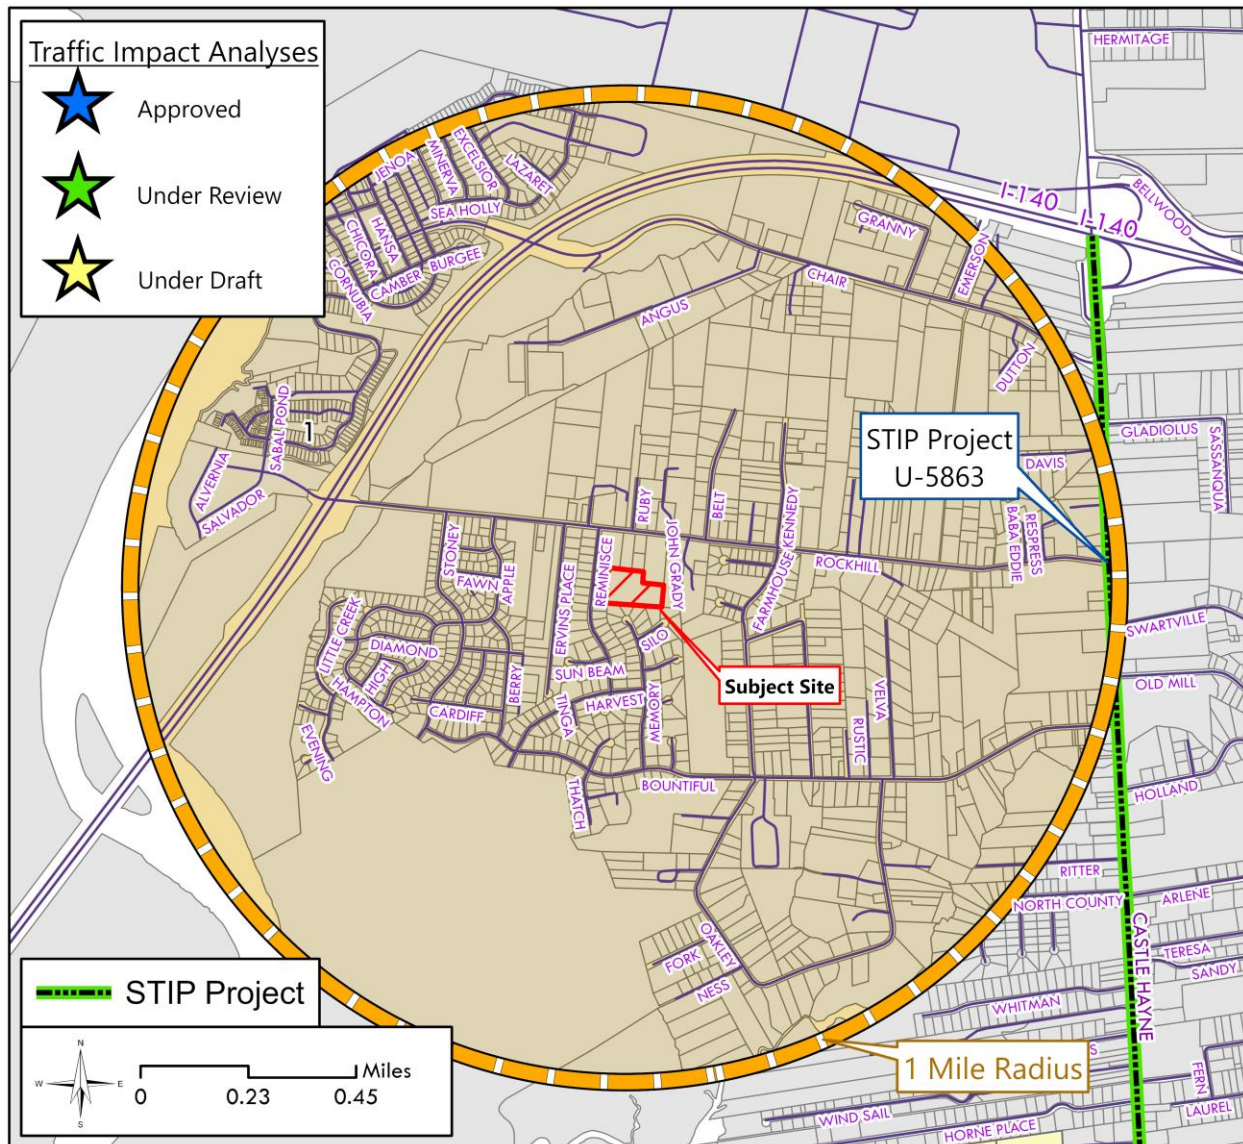 Traffic Impact Analyses
Approved
Under Review
Under Draft
HERMITAGE
BELLWOOD
I-140
I-140
JENOA
MINERVA
EXCELSIOR
LAZARET
SEA HOLLY
HANSA
CHICORA
CAMBER
BURGEE
CORNUBIA
GRANNY
EMERSON
CHAIR
ANGUS
DUTTON
SABAL POND
1
ALVERNIA
SALVADOR
STIP Project
U-5863
GLADIOLUS
SASSANQUA
DAVIS
RESPRESS
BABA EDDIE
RUBY
BELT
JOHN GRADY
FARMHOUSE KENNEDY
ROCKHILL
STONEY
FAWN
APPLE
ERVINS PLACE
REMINISCE
SILO
LITTLE CREEK
DIAMOND
HIGH
HAMPTON
SUN BEAM
BERRY
TINGA
HARVEST
MEMORY
CARDIFF
EVENING
THATCH
BOUNTIFUL
Subject Site
VELVA
RUSTIC
SWARTVILLE
OLD MILL
HOLLAND
RITTER
NORTH COUNTY
ARLENE
CASTLE HAYNE
TERESA
SANDY
OAKLEY
FORK
NESS
WHITMAN
S
FERN
LAUREL
WIND SAIL
HORNE PLACE
1 Mile Radius
STIP Project
N
W
E
S
Miles
0
0.23
0.45